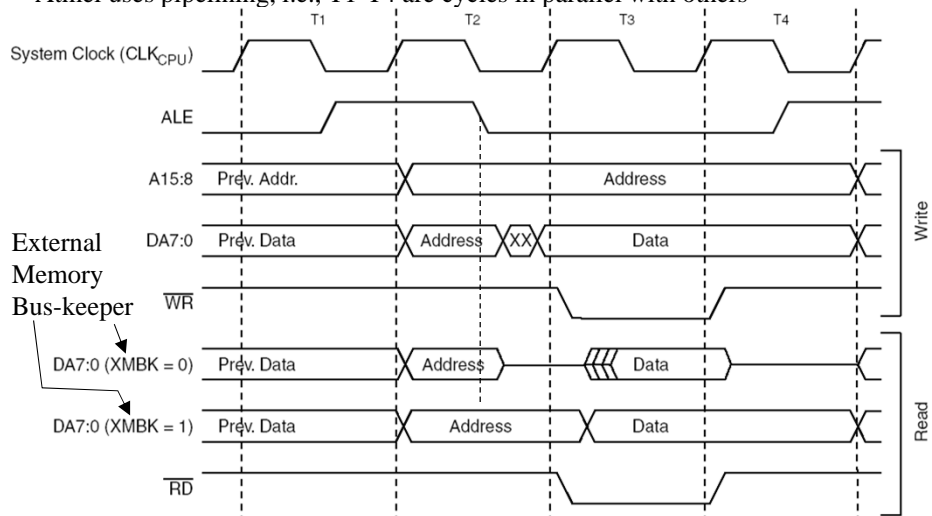 Atmel uses pipelining, i.e., T1-T4 are cycles in parallel with others
T1 T2 T3 T4
System Clock (CLKCPU)
ALE
A15:8 Prev. Addr. Address
DA7:0 Prev. Data Address XX Data
WR
Write
External
Memory
Bus-keeper
DA7:0 (XMBK = 0) Prev. Data Address Data
DA7:0 (XMBK = 1) Prev. Data Address Data
RD
Read